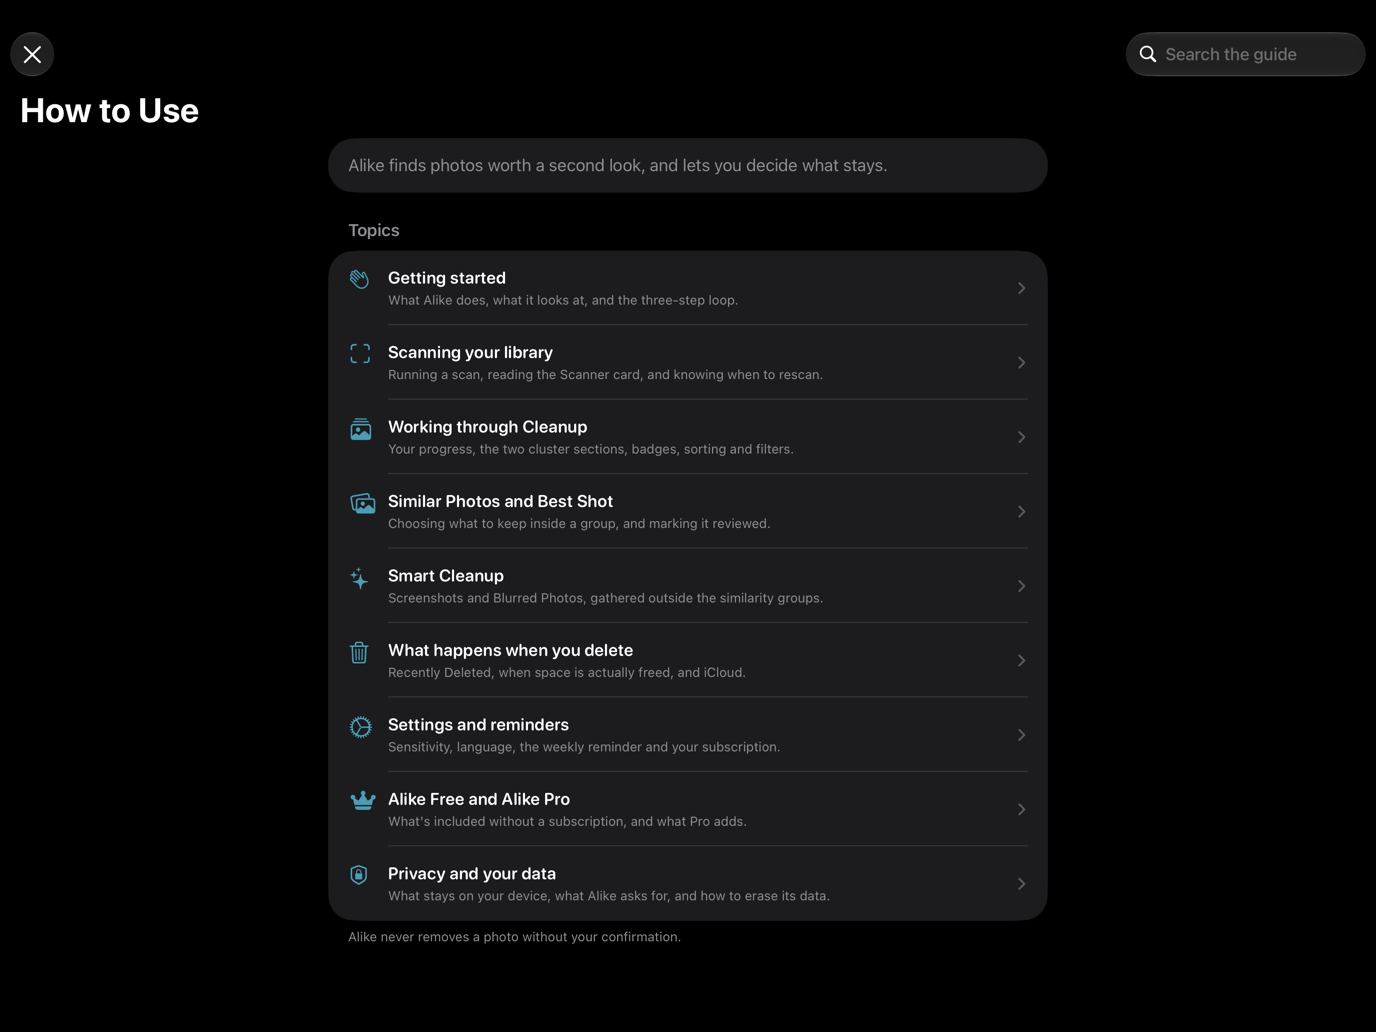 Search the guide
How to Use
Alike finds photos worth a second look, and lets you decide what stays.
Topics
Getting started
What Alike does, what it looks at, and the three-step loop.
Scanning your library
Running a scan, reading the Scanner card, and knowing when to rescan.
Working through Cleanup
Your progress, the two cluster sections, badges, sorting and filters.
Similar Photos and Best Shot
Choosing what to keep inside a group, and marking it reviewed.
Smart Cleanup
Screenshots and Blurred Photos, gathered outside the similarity groups.
What happens when you delete
Recently Deleted, when space is actually freed, and iCloud.
Settings and reminders
Sensitivity, language, the weekly reminder and your subscription.
Alike Free and Alike Pro
What's included without a subscription, and what Pro adds.
Privacy and your data
What stays on your device, what Alike asks for, and how to erase its data.
Alike never removes a photo without your confirmation.